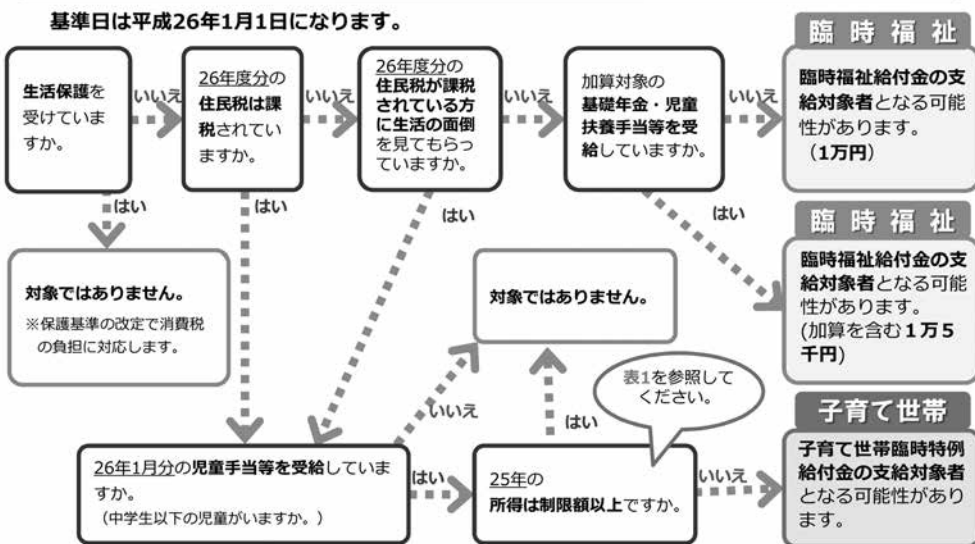 基準日は平成26年1月1日になります。
生活保護を
受けていま
すか。
いいえ
はい
26年度分の
住民税は課
税されてい
ますか。
いいえ
はい
26年度分の
住民税が課税
されている方
に生活の面倒
を見てもらっ
ていますか。
いいえ
はい
加算対象の
基礎年金・児童
扶養手当等を受
給していますか。
いいえ
はい
臨時福祉
臨時福祉給付金の支
給対象者となる可能
性があります。
（1万円）
対象ではありません。
※保護基準の改定で消費税
の負担に対応します。
対象ではありません。
臨時福祉
臨時福祉給付金の支
給対象者となる可能
性があります。
(加算を含む1万5
千円)
26年1月分の児童手当等を受給していま
すか。
（中学生以下の児童がいますか。）
いいえ
はい
25年の
所得は制限額以上ですか。
はい
いいえ
表1を参照して
ください。
子育て世帯
子育て世帯臨時特例
給付金の支給対象者
となる可能性があり
ます。